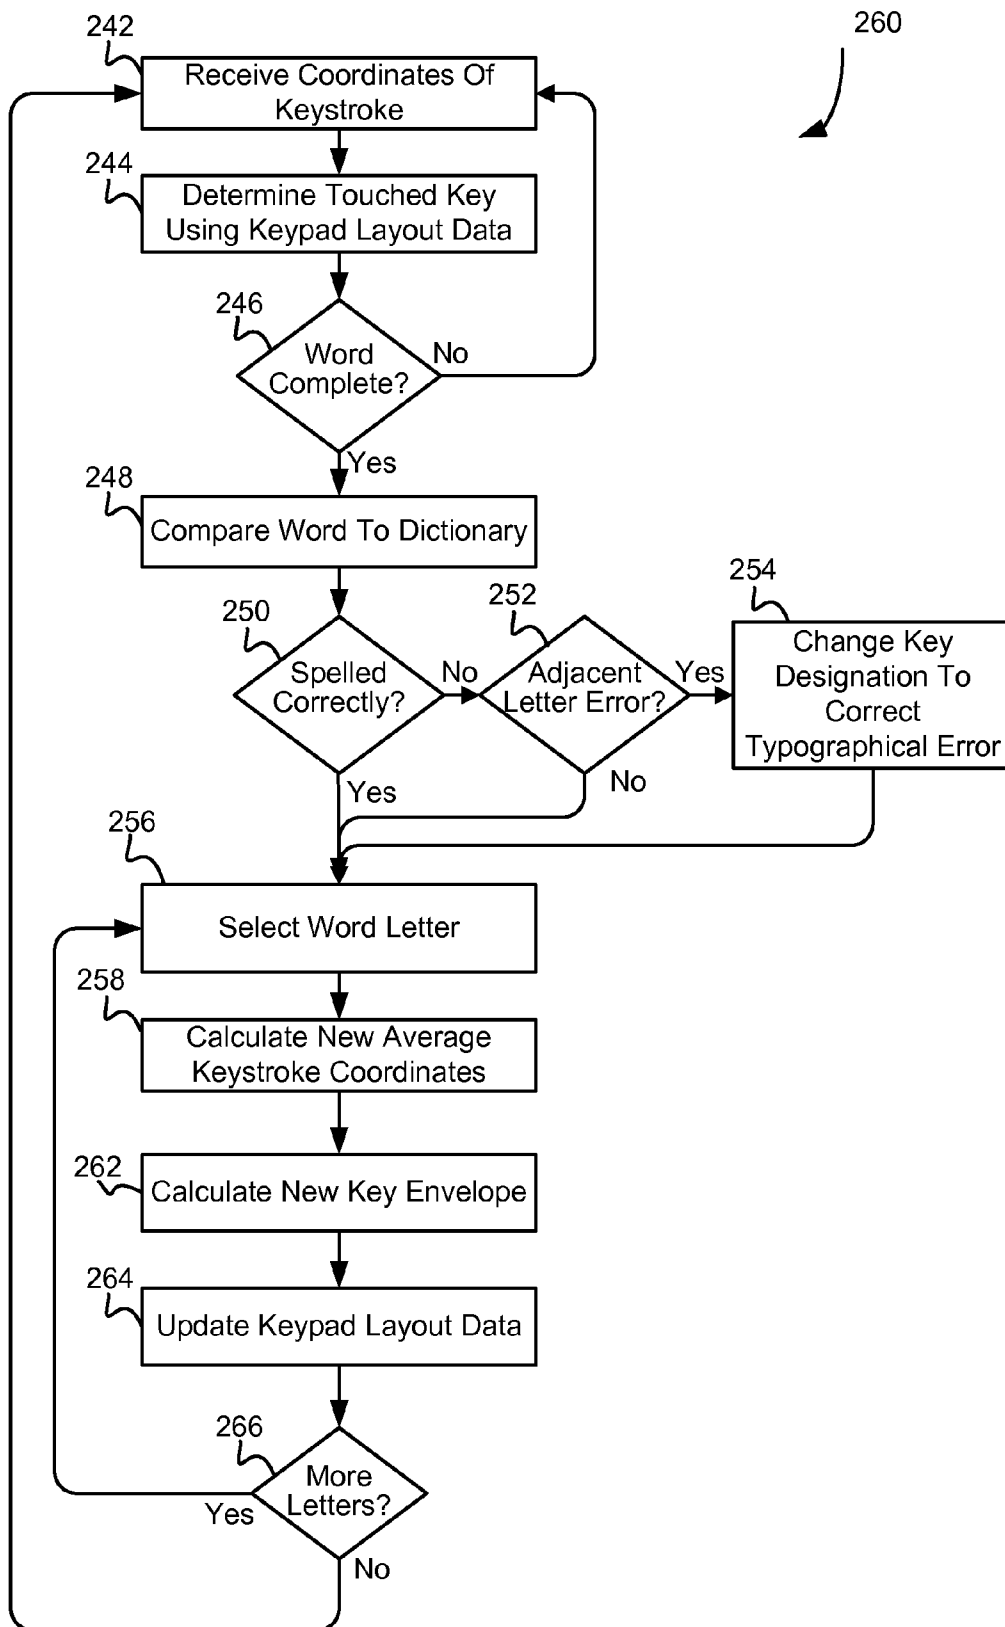 242
260
Receive Coordinates Of
Keystroke
244
Determine Touched Key
Using Keypad Layout Data
246
Word
Complete?
No
Yes
248
Compare Word To Dictionary
250
Spelled
Correctly?
No
252
Adjacent
Letter Error?
Yes
254
Change Key
Designation To
Correct
Typographical Error
Yes
No
256
Select Word Letter
258
Calculate New Average
Keystroke Coordinates
262
Calculate New Key Envelope
264
Update Keypad Layout Data
266
More
Letters?
Yes
No